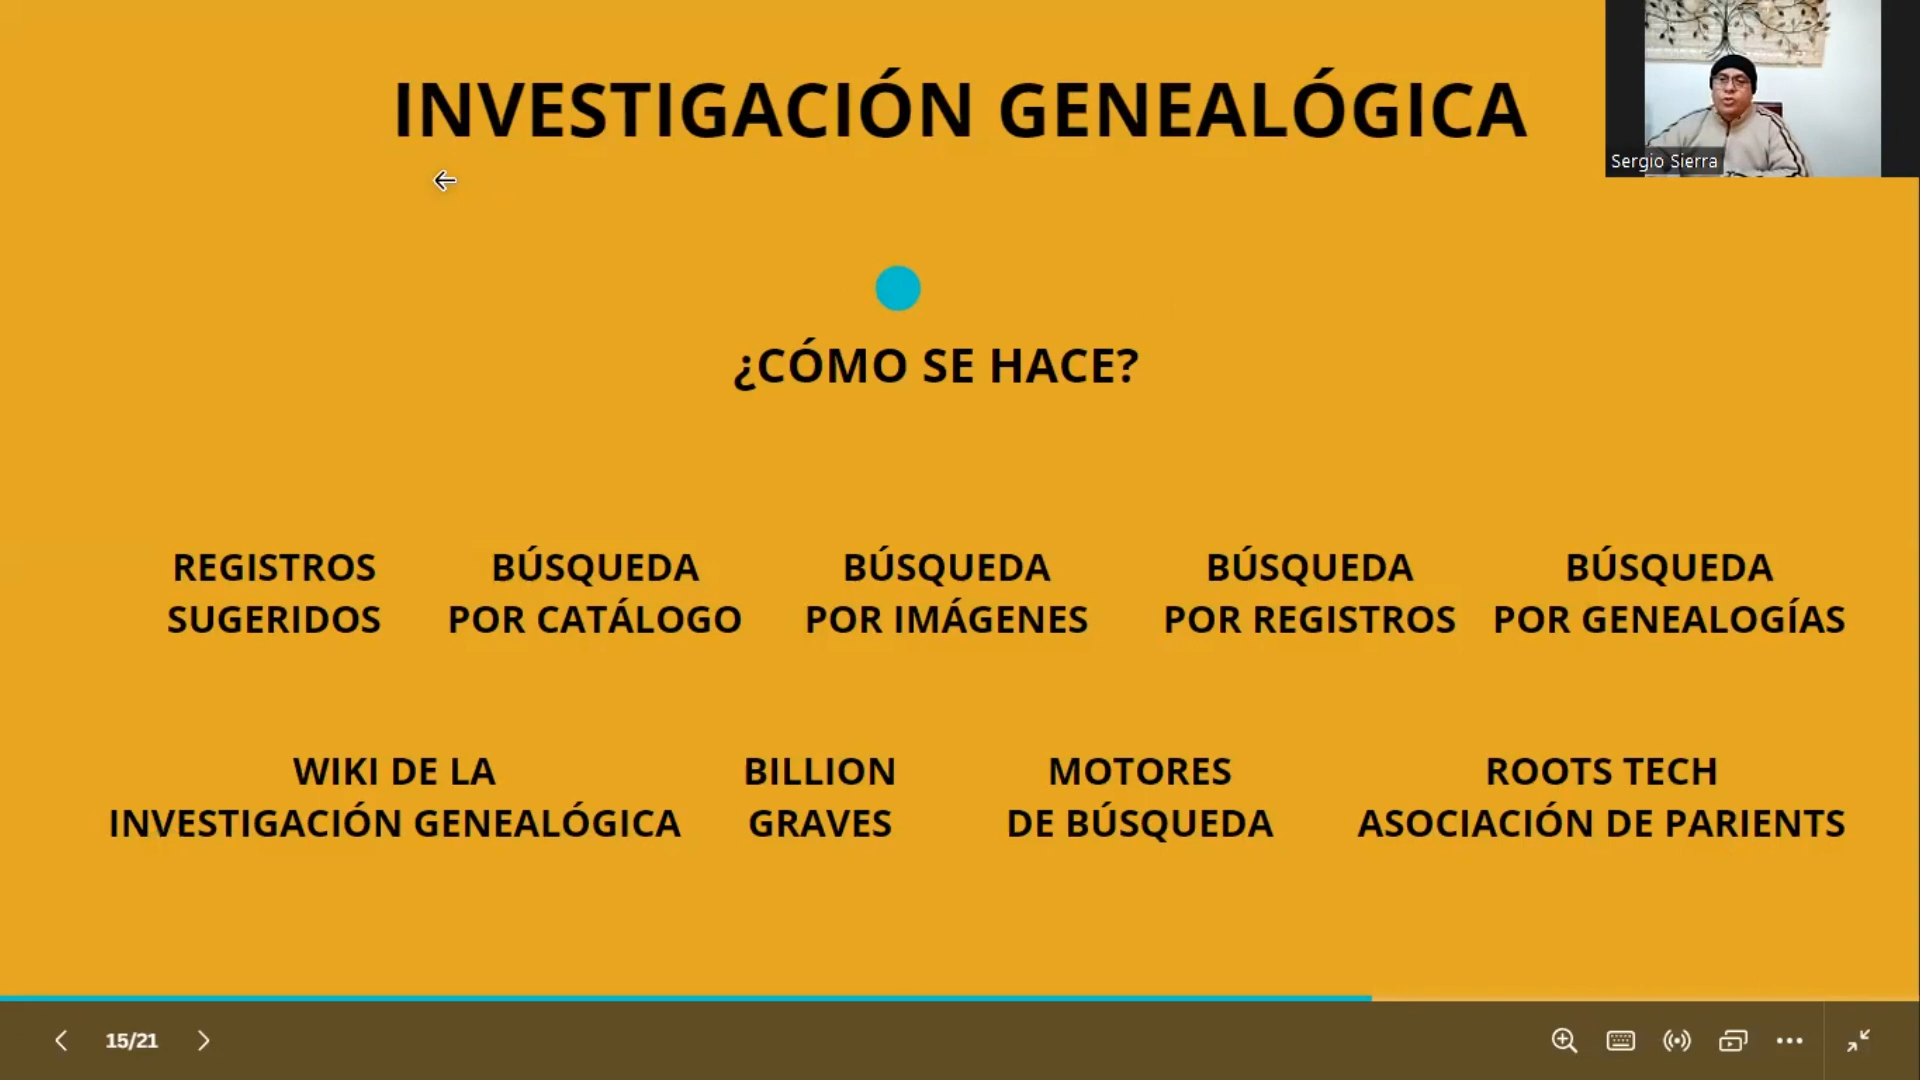 INVESTIGACIÓN GENEALÓGICA
Sergio Sierra
¿CÓMO SE HACE?
REGISTROS
SUGERIDOS
BÚSQUEDA
POR CATÁLOGO
BÚSQUEDA
POR IMÁGENES
BÚSQUEDA
POR REGISTROS
BÚSQUEDA
POR GENEALOGÍAS
WIKI DE LA
INVESTIGACIÓN GENEALÓGICA
BILLION
GRAVES
MOTORES
DE BÚSQUEDA
ROOTS TECH
ASOCIACIÓN DE PARIENTS
15/21